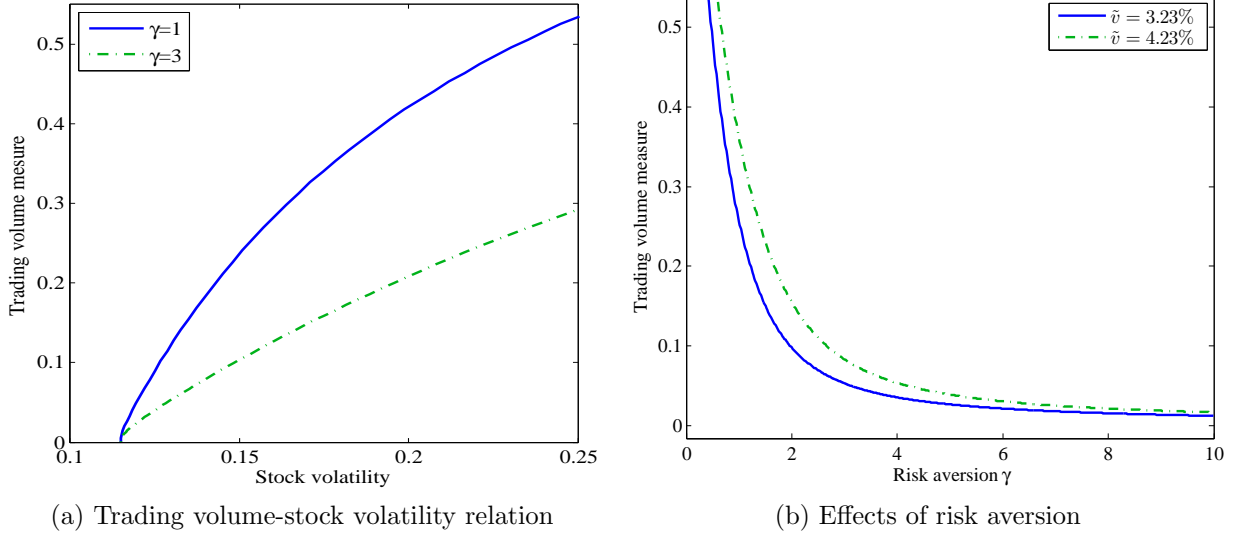 γ=1
γ=3
0.5
0.4
0.3
0.2
0.1
0
0.1
0.15
0.2
0.25
Trading volume mesure
Stock volatility
(a) Trading volume-stock volatility relation
ṽ = 3.23%
ṽ = 4.23%
0.5
0.4
0.3
0.2
0.1
0
0
2
4
6
8
10
Trading volume measure
Risk aversion γ
(b) Effects of risk aversion